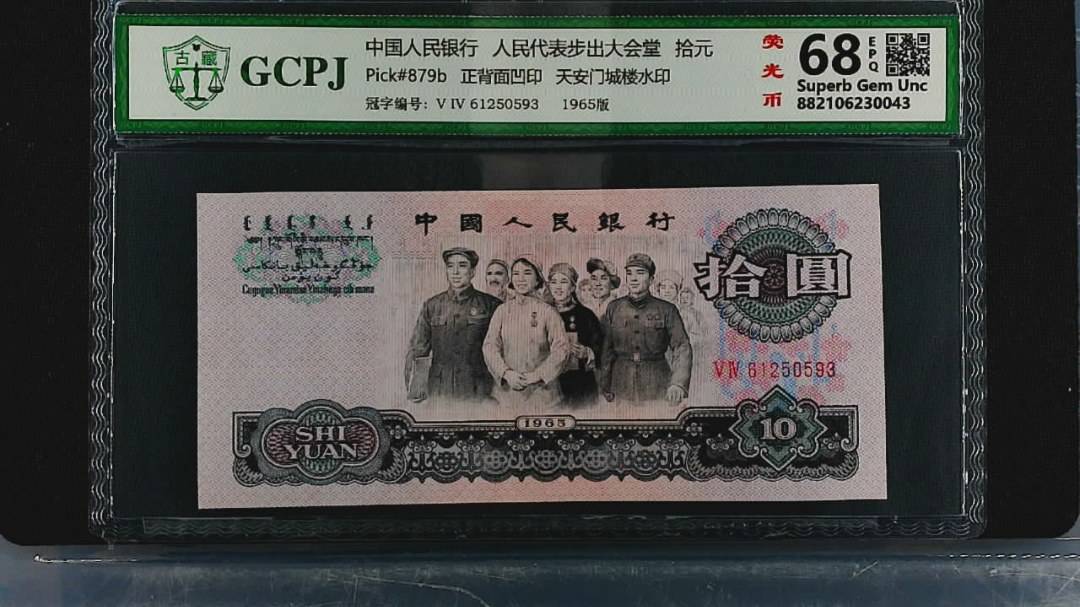 古藏
GCPJ
中国人民银行 人民代表步出大会堂 拾元
Pick#879b 正背面凹印 天安门城楼水印
冠字编号：V IV 61250593 1965版
荧光币
68 EPQ
Superb Gem Unc
882106230043
中國人民銀行
拾圓
V IV 61250593
1965
SHI
YUAN
10